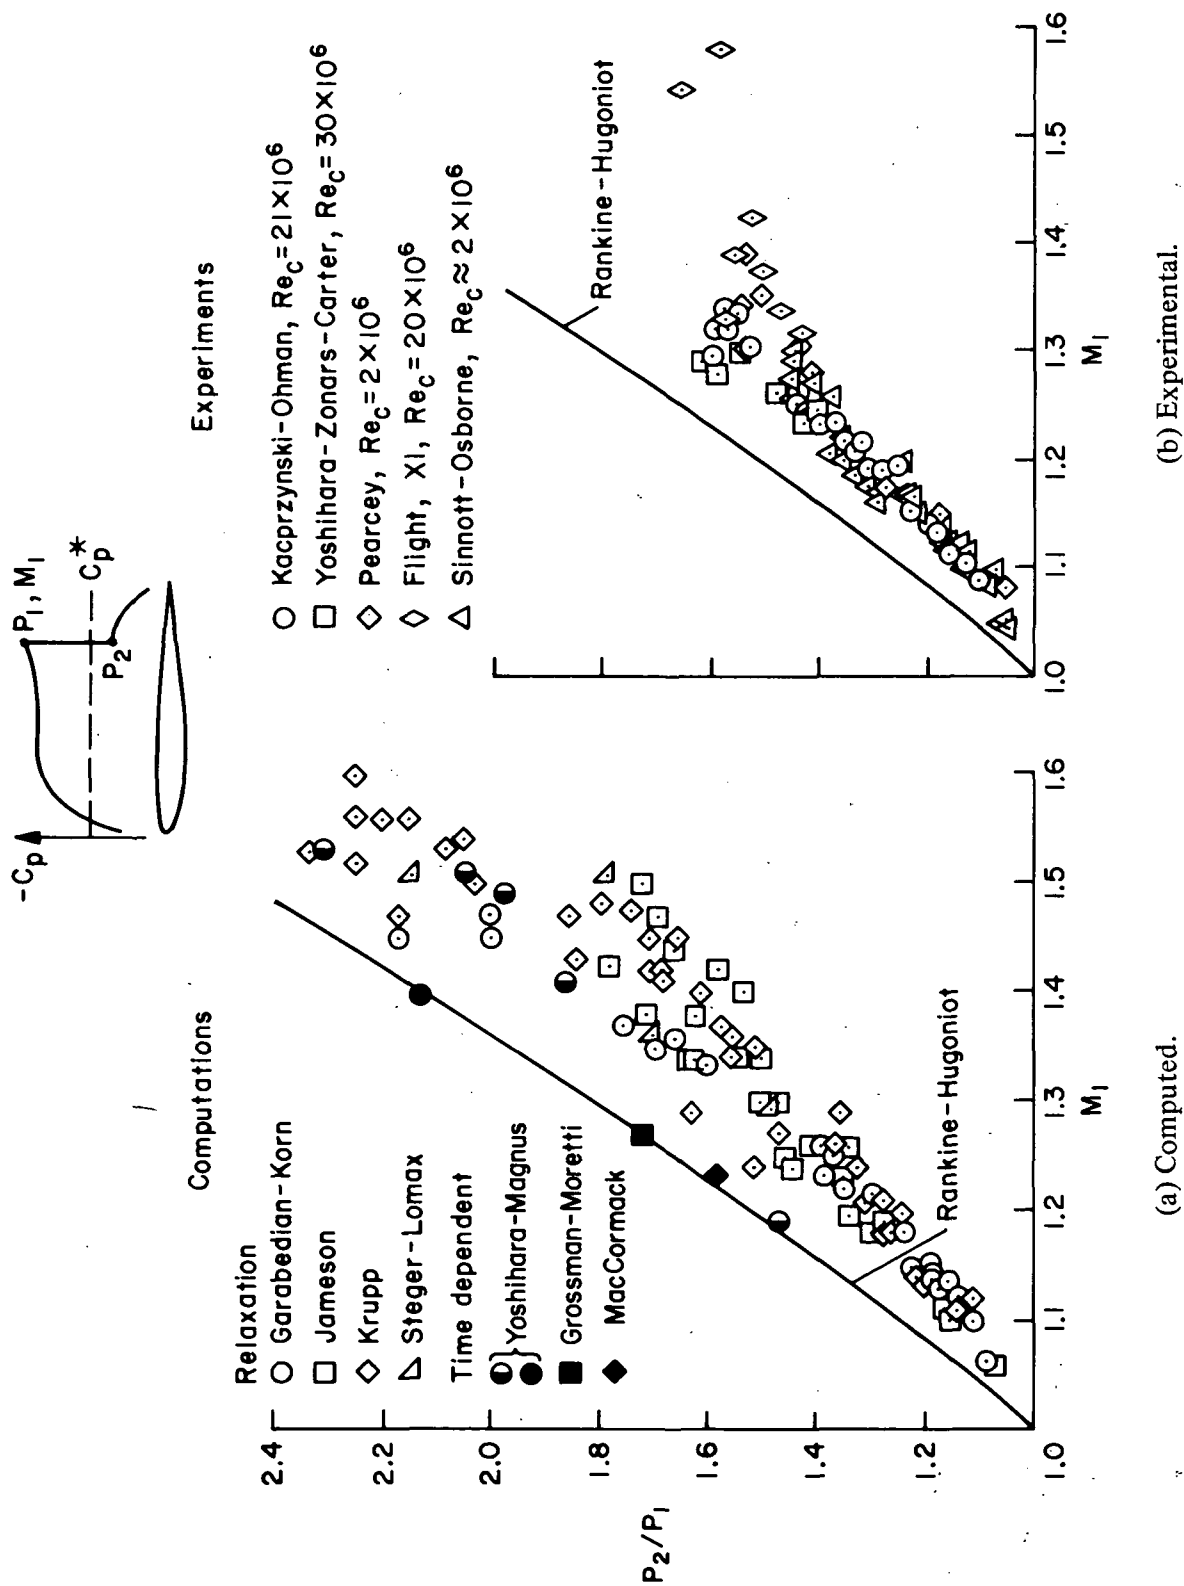 -Cp
P1, M1
Cp*
P2
Computations
Relaxation
○ Garabedian-Korn
□ Jameson
◇ Krupp
△ Steger-Lomax
Time dependent
Yoshihara-Magnus
■ Grossman-Moretti
◆ MacCormack
P2/P1
2.4
2.2
2.0
1.8
1.6
1.4
1.2
1.0
1.1
1.2
1.3
1.4
1.5
1.6
M1
Rankine-Hugoniot
(a) Computed.
Experiments
○ Kacprzynski-Ohman, ReC=21×10^6
□ Yoshihara-Zonars-Carter, ReC=30×10^6
◇ Pearcey, ReC=2×10^6
◇ Flight, X1, ReC=20×10^6
△ Sinnott-Osborne, ReC≈2×10^6
Rankine-Hugoniot
1.0
1.1
1.2
1.3
1.4
1.5
1.6
M1
(b) Experimental.